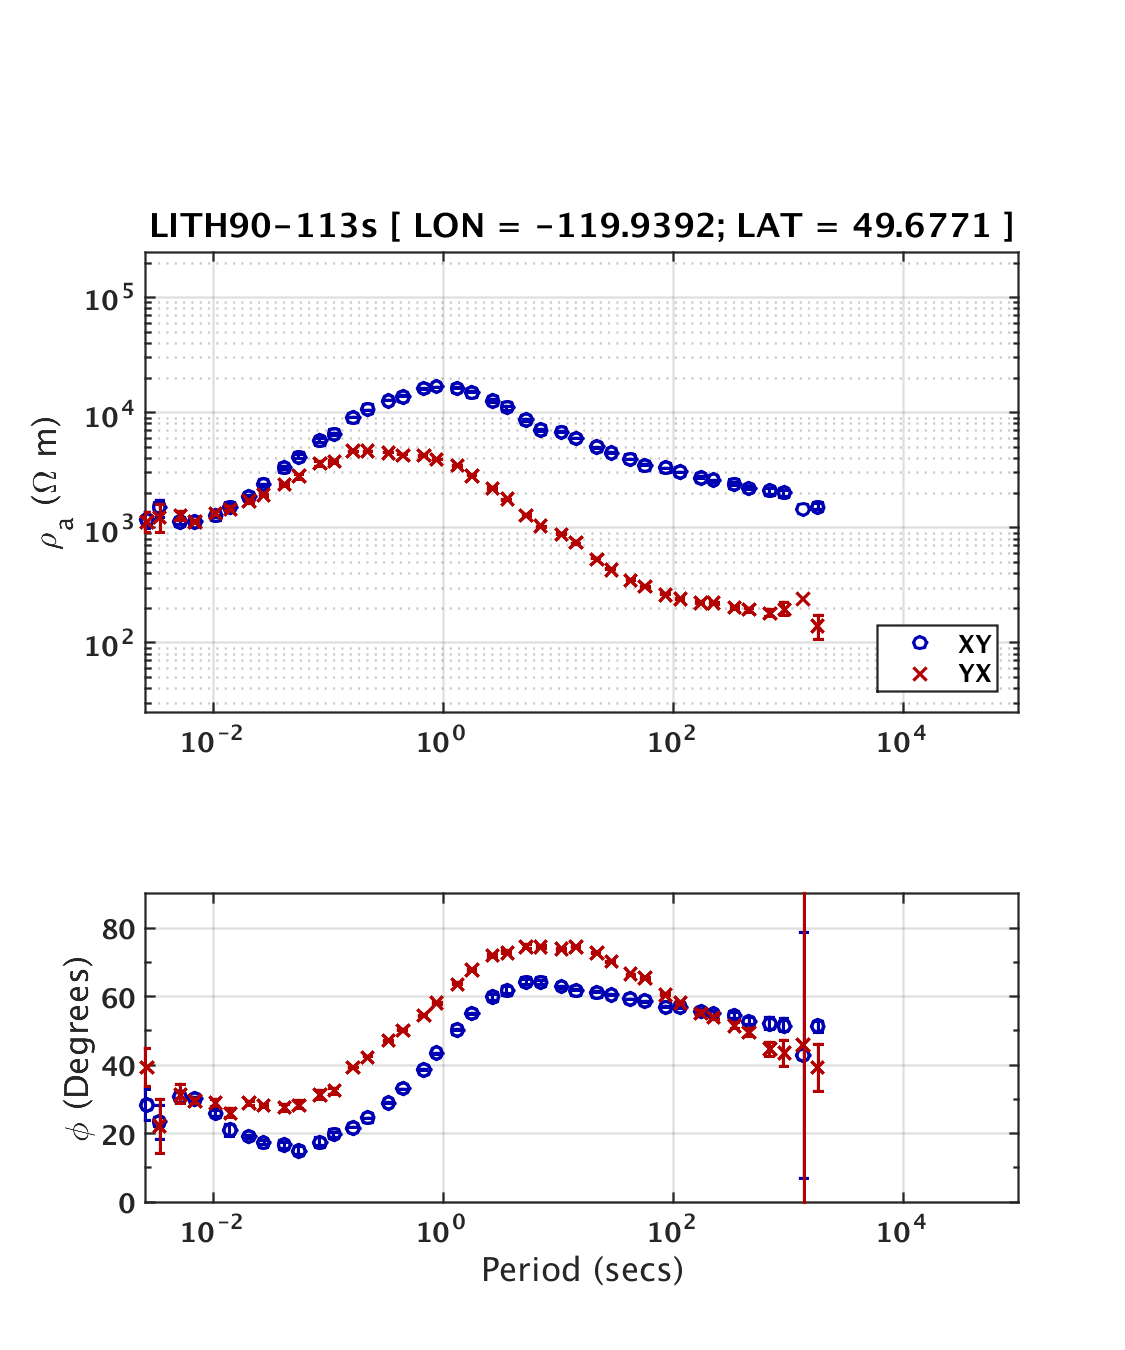 LITH90-113s [ LON = -119.9392; LAT = 49.6771 ]
ρa (Ω m)
10^5
10^4
10^3
10^2
XY
YX
10^-2 10^0 10^2 10^4
ϕ (Degrees)
80
60
40
20
0
10^-2 10^0 10^2 10^4
Period (secs)